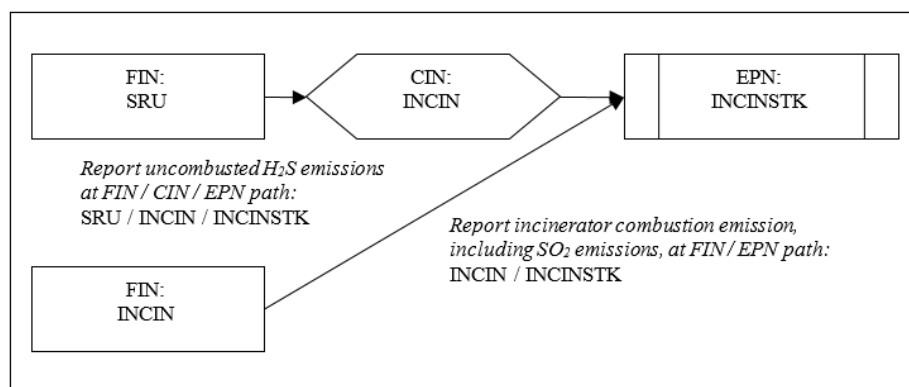 FIN:
SRU
CIN:
INCIN
EPN:
INCINSTK
Report uncombusted H₂S emissions
at FIN / CIN / EPN path:
SRU / INCIN / INCINSTK
Report incinerator combustion emission,
including SO₂ emissions, at FIN / EPN path:
INCIN / INCINSTK
FIN:
INCIN